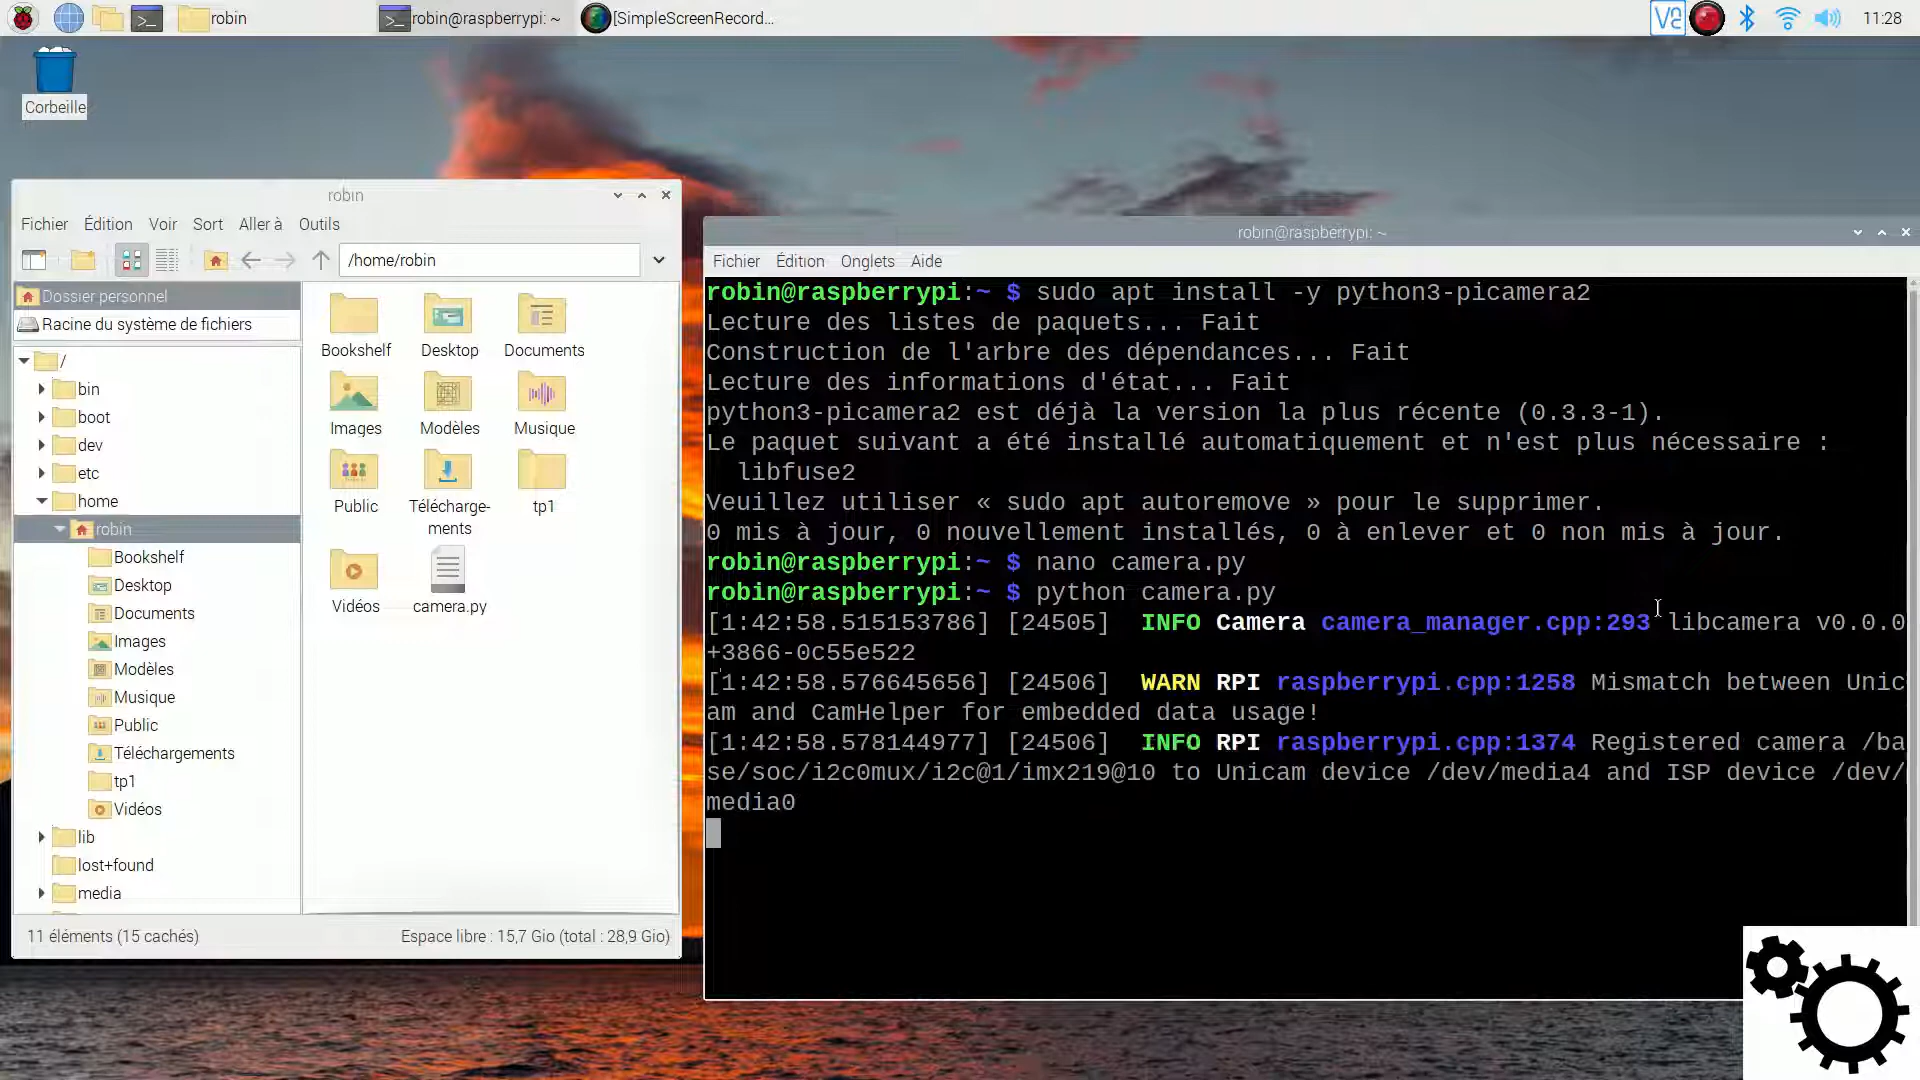 robin
robin@raspberrypi: ~
[SimpleScreenRecord...
11:28
Corbeille
robin
Fichier Édition Voir Sort Aller à Outils
/home/robin
Dossier personnel
Racine du système de fichiers
/
bin
boot
dev
etc
home
robin
Bookshelf
Desktop
Documents
Images
Modèles
Musique
Public
Téléchargements
tp1
Vidéos
lib
lost+found
media
Bookshelf Desktop Documents
Images Modèles Musique
Public Télécharge-
ments tp1
Vidéos camera.py
11 éléments (15 cachés) Espace libre : 15,7 Gio (total : 28,9 Gio)
robin@raspberrypi: ~
Fichier Édition Onglets Aide
robin@raspberrypi:~ $ sudo apt install -y python3-picamera2
Lecture des listes de paquets... Fait
Construction de l'arbre des dépendances... Fait
Lecture des informations d'état... Fait
python3-picamera2 est déjà la version la plus récente (0.3.3-1).
Le paquet suivant a été installé automatiquement et n'est plus nécessaire :
libfuse2
Veuillez utiliser « sudo apt autoremove » pour le supprimer.
0 mis à jour, 0 nouvellement installés, 0 à enlever et 0 non mis à jour.
robin@raspberrypi:~ $ nano camera.py
robin@raspberrypi:~ $ python camera.py
[1:42:58.515153786] [24505] INFO Camera camera_manager.cpp:293 libcamera v0.0.0
+3866-0c55e522
[1:42:58.576645656] [24506] WARN RPI raspberrypi.cpp:1258 Mismatch between Unic
am and CamHelper for embedded data usage!
[1:42:58.578144977] [24506] INFO RPI raspberrypi.cpp:1374 Registered camera /ba
se/soc/i2c0mux/i2c@1/imx219@10 to Unicam device /dev/media4 and ISP device /dev/
media0